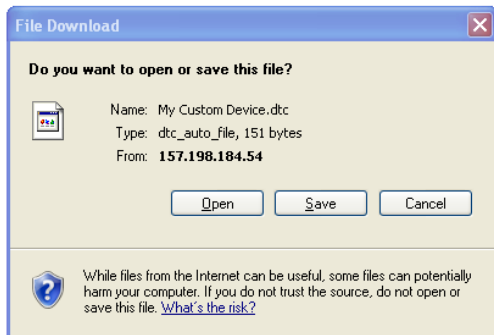 File Download
Do you want to open or save this file?
Name: My Custom Device.dtc
Type: dtc_auto_file, 151 bytes
From: 157.198.184.54
Open Save Cancel
While files from the Internet can be useful, some files can potentially
harm your computer. If you do not trust the source, do not open or
save this file. What's the risk?